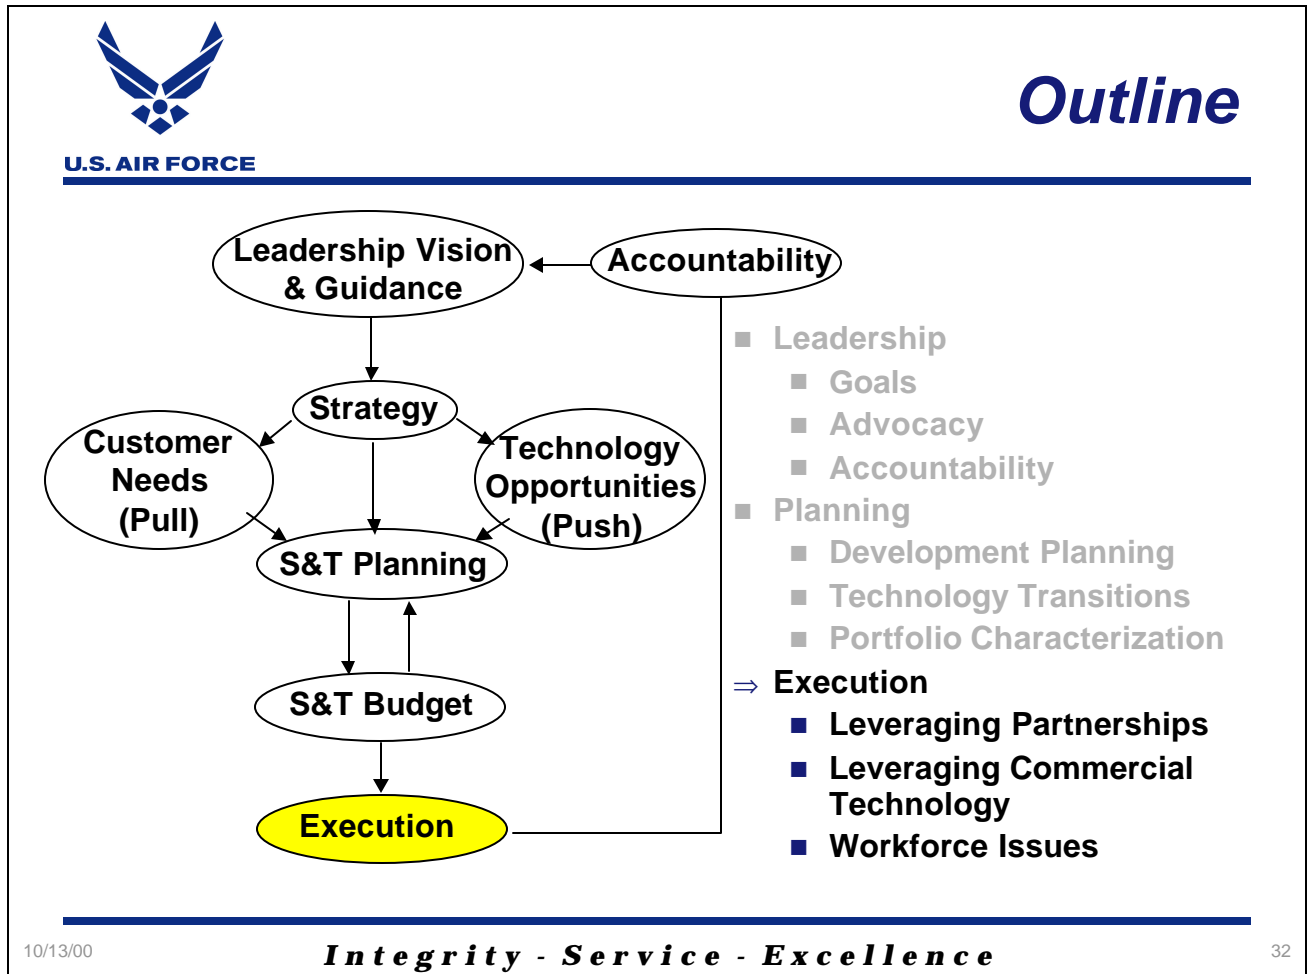 U.S. AIR FORCE
Outline
Leadership Vision
& Guidance
Accountability
Strategy
Customer
Needs
(Pull)
Technology
Opportunities
(Push)
S&T Planning
S&T Budget
Execution
■ Leadership
■ Goals
■ Advocacy
■ Accountability
■ Planning
■ Development Planning
■ Technology Transitions
■ Portfolio Characterization
⇒ Execution
■ Leveraging Partnerships
■ Leveraging Commercial
Technology
■ Workforce Issues
10/13/00
Integrity - Service - Excellence
32